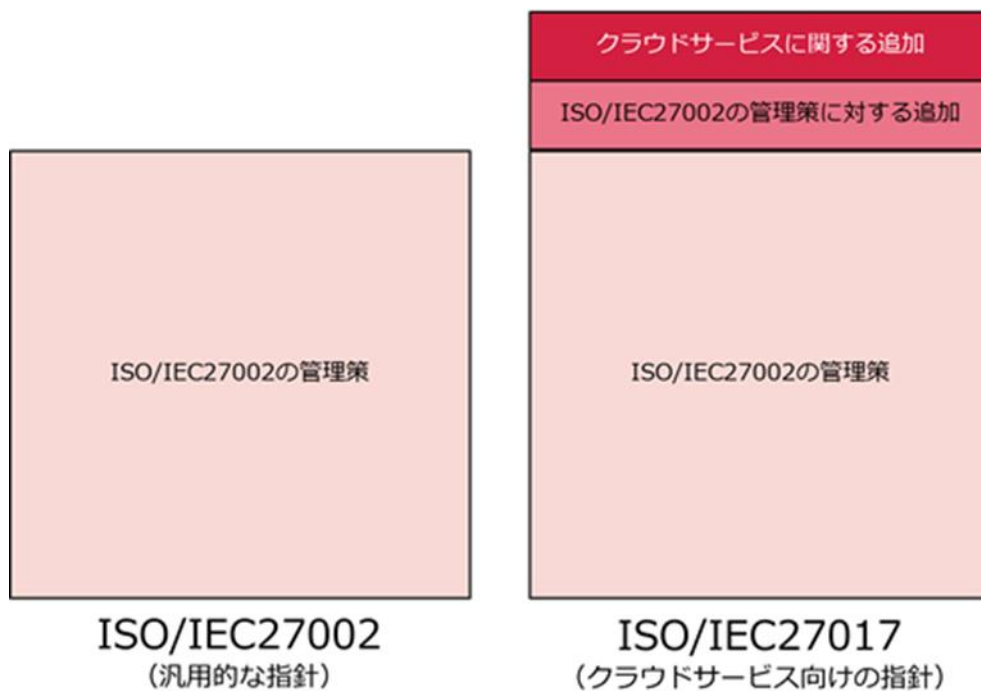 クラウドサービスに関する追加
ISO/IEC27002の管理策に対する追加
ISO/IEC27002の管理策
ISO/IEC27002の管理策
ISO/IEC27002
（汎用的な指針）
ISO/IEC27017
（クラウドサービス向けの指針）